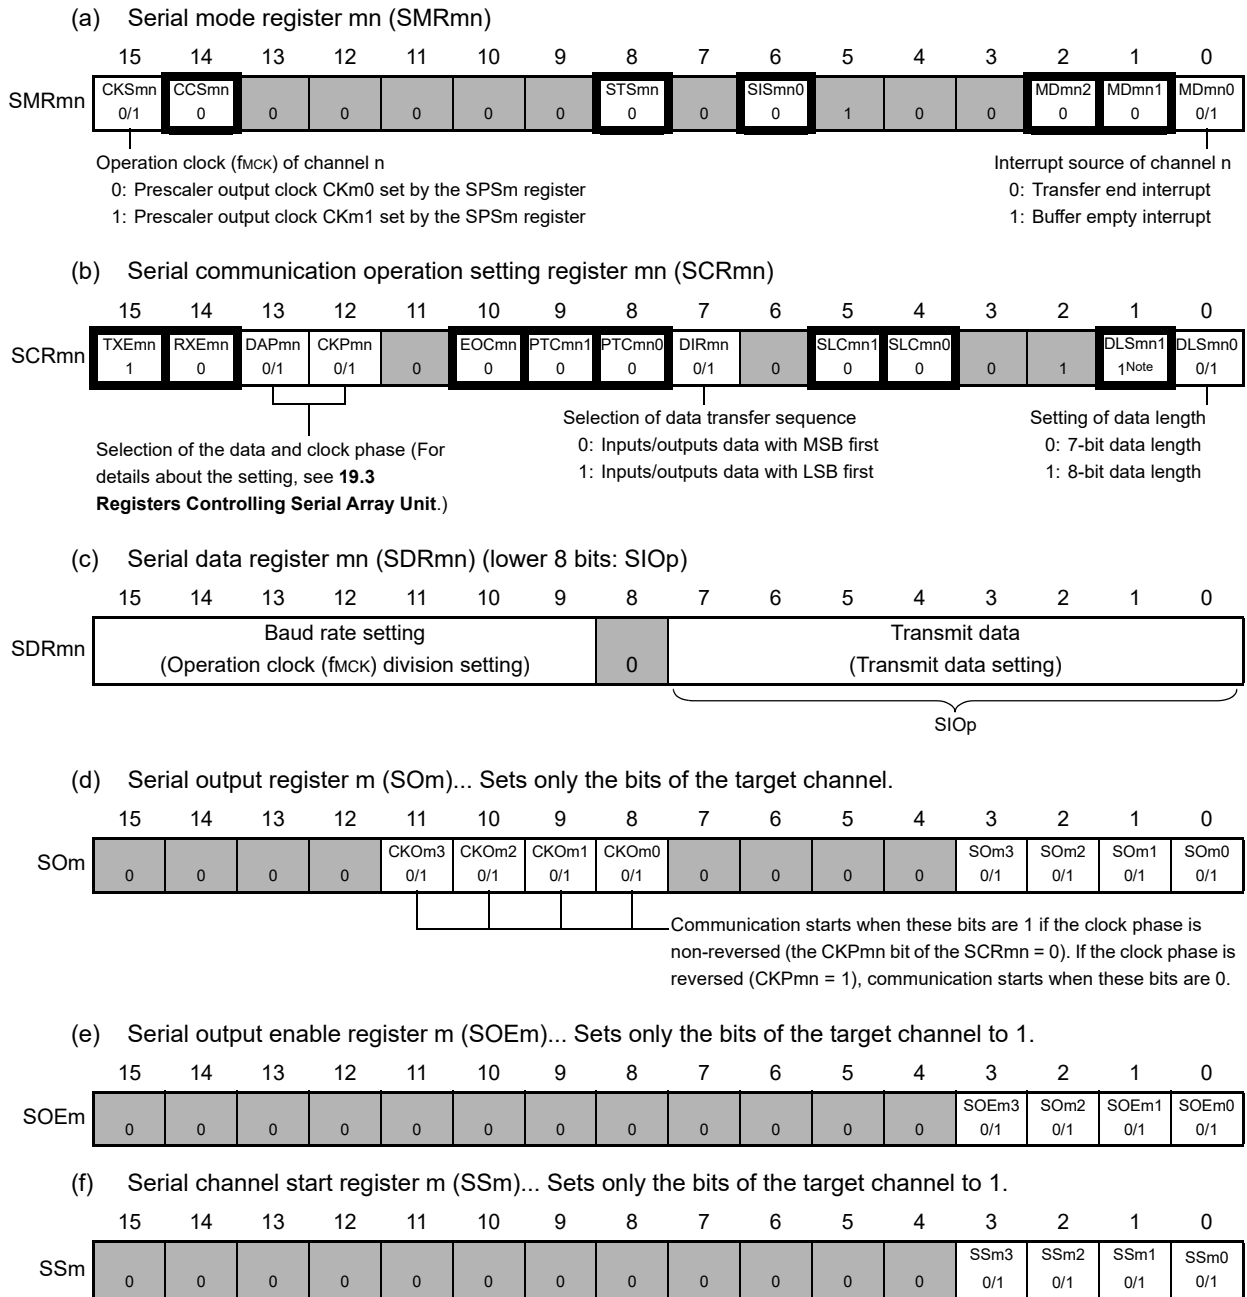 (a) Serial mode register mn (SMRmn)
15 14 13 12 11 10 9 8 7 6 5 4 3 2 1 0
SMRmn CKSmn CCSmn STSmn SISmn0 MDmn2 MDmn1 MDmn0
0/1 0 0 0 0 0 0 0 0 0 1 0 0 0 0 0/1
Operation clock (fMCK) of channel n
0: Prescaler output clock CKm0 set by the SPSm register
1: Prescaler output clock CKm1 set by the SPSm register
Interrupt source of channel n
0: Transfer end interrupt
1: Buffer empty interrupt
(b) Serial communication operation setting register mn (SCRmn)
15 14 13 12 11 10 9 8 7 6 5 4 3 2 1 0
SCRmn TXEmn RXEmn DAPmn CKPmn EOCmn PTCmn1 PTCmn0 DIRmn SLCmn1 SLCmn0 DLSmn1 DLSmn0
1 0 0/1 0/1 0 0 0 0 0/1 0 0 0 0 1 1Note 0/1
Selection of the data and clock phase (For
details about the setting, see 19.3
Registers Controlling Serial Array Unit.)
Selection of data transfer sequence
0: Inputs/outputs data with MSB first
1: Inputs/outputs data with LSB first
Setting of data length
0: 7-bit data length
1: 8-bit data length
(c) Serial data register mn (SDRmn) (lower 8 bits: SIOp)
15 14 13 12 11 10 9 8 7 6 5 4 3 2 1 0
SDRmn Baud rate setting Transmit data
(Operation clock (fMCK) division setting) 0 (Transmit data setting)
SIOp
(d) Serial output register m (SOm)... Sets only the bits of the target channel.
15 14 13 12 11 10 9 8 7 6 5 4 3 2 1 0
SOm CKOm3 CKOm2 CKOm1 CKOm0 SOm3 SOm2 SOm1 SOm0
0 0 0 0 0/1 0/1 0/1 0/1 0 0 0 0 0/1 0/1 0/1 0/1
Communication starts when these bits are 1 if the clock phase is
non-reversed (the CKPmn bit of the SCRmn = 0). If the clock phase is
reversed (CKPmn = 1), communication starts when these bits are 0.
(e) Serial output enable register m (SOEm)... Sets only the bits of the target channel to 1.
15 14 13 12 11 10 9 8 7 6 5 4 3 2 1 0
SOEm SOEm3 SOm2 SOEm1 SOEm0
0 0 0 0 0 0 0 0 0 0 0 0 0/1 0/1 0/1 0/1
(f) Serial channel start register m (SSm)... Sets only the bits of the target channel to 1.
15 14 13 12 11 10 9 8 7 6 5 4 3 2 1 0
SSm SSm3 SSm2 SSm1 SSm0
0 0 0 0 0 0 0 0 0 0 0 0 0/1 0/1 0/1 0/1